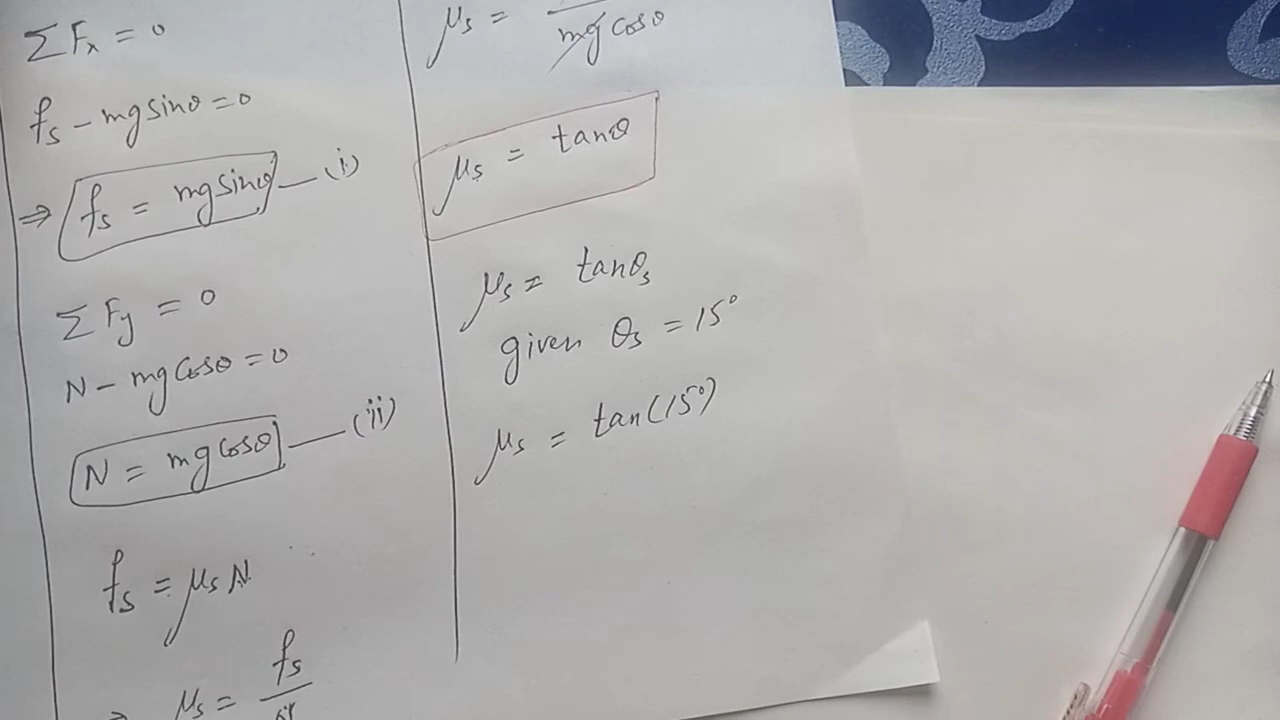 ΣFx = 0
fs - mg sinθ = 0
⇒ fs = mg sinθ — (i)
ΣFy = 0
N - mg cosθ = 0
N = mg cosθ — (ii)
fs = μs N
μs = fs
μs =
mg cosθ
μs = tanθ
μs = tanθs
given θs = 15°
μs = tan(15°)